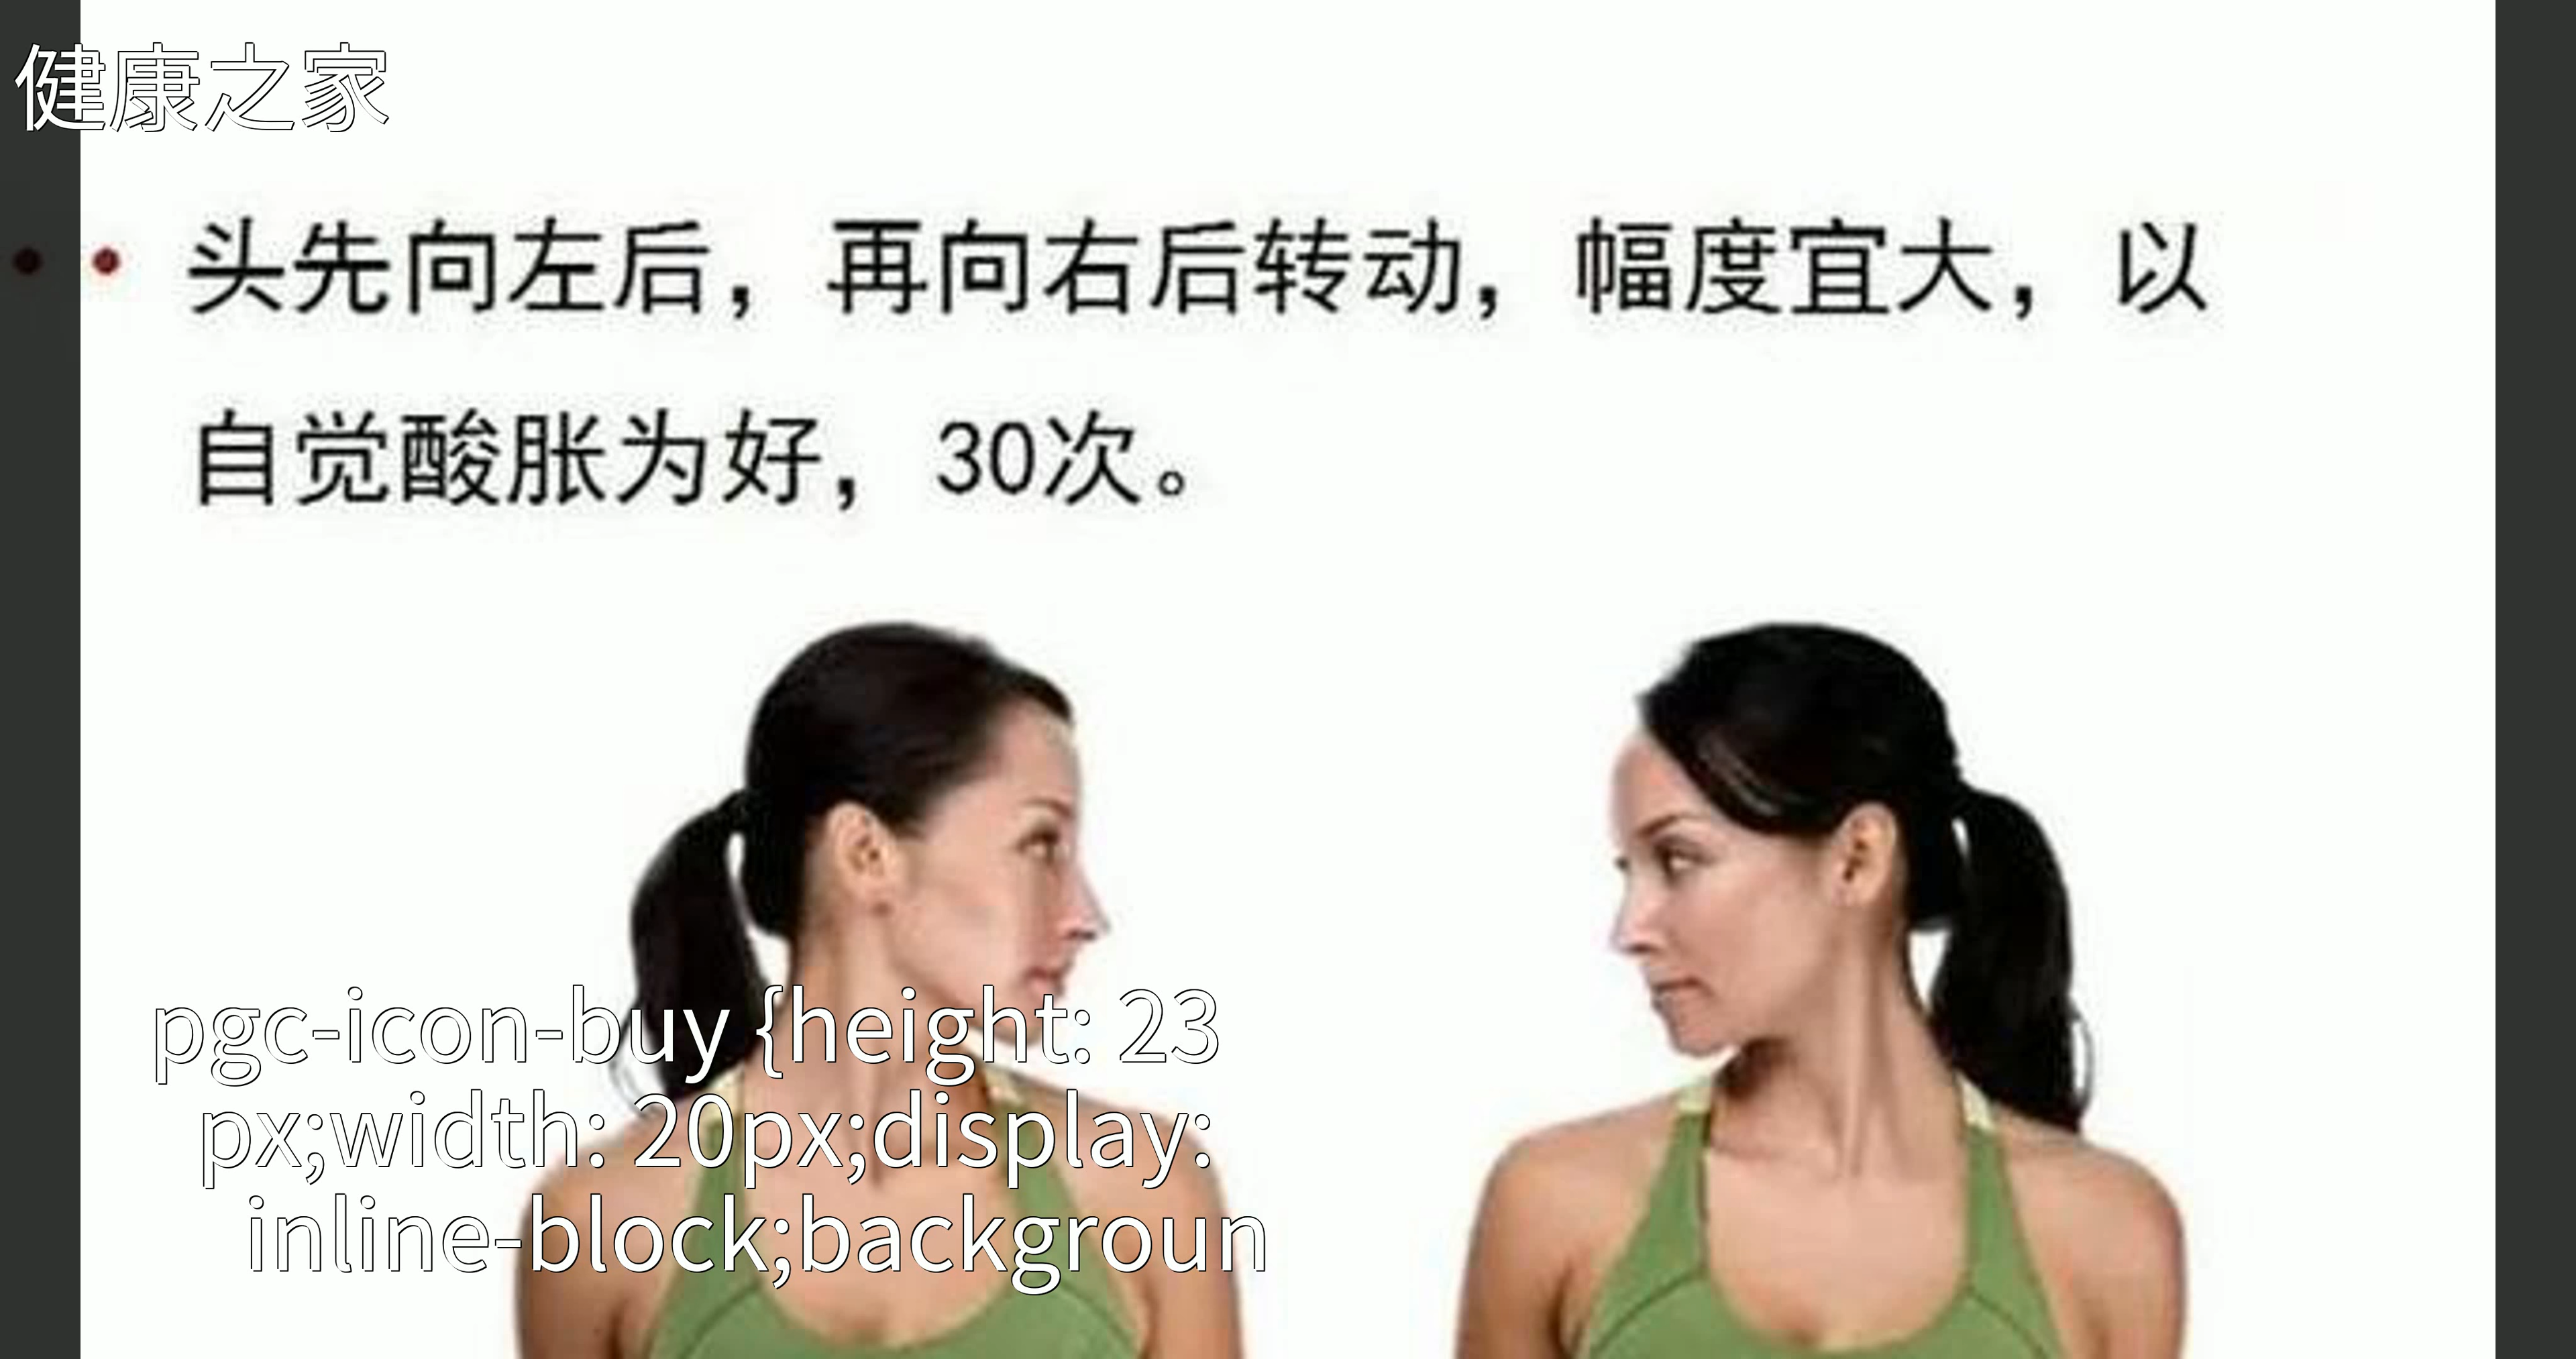 健康之家
头先向左后，再向右后转动，幅度宜大，以
自觉酸胀为好，30次。
pgc-icon-buy {height: 23
px;width: 20px;display:
inline-block;backgroun